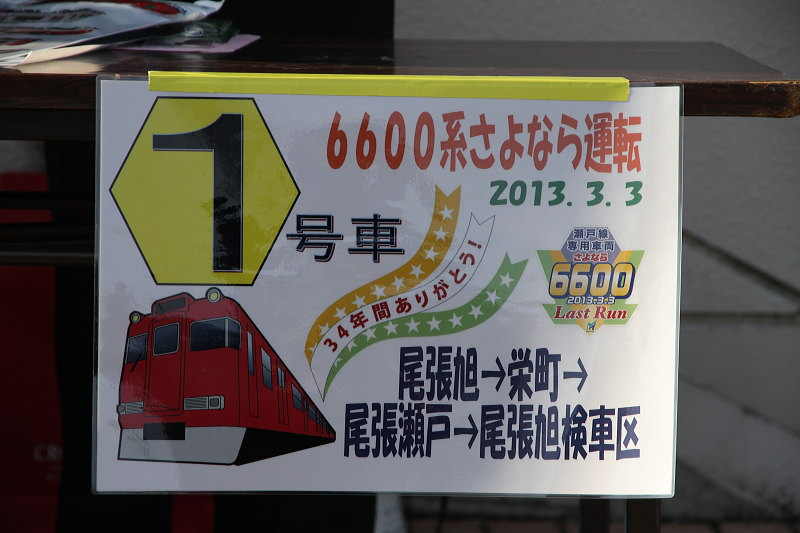 1
号車
6600系さよなら運転
2013.3.3
34年間ありがとう!
瀬戸線
専用車両
さよなら
6600
2013.3.3
Last Run
尾張旭→栄町→
尾張瀬戸→尾張旭検車区